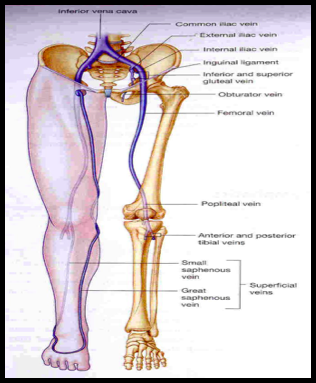 Inferior vena cava
Common iliac vein
External iliac vein
Internal iliac vein
Inguinal ligament
Inferior and superior
gluteal vein
Obturator vein
Femoral vein
Popliteal vein
Anterior and posterior
tibial veins
Small
saphenous
vein
Great
saphenous
vein
Superficial
veins